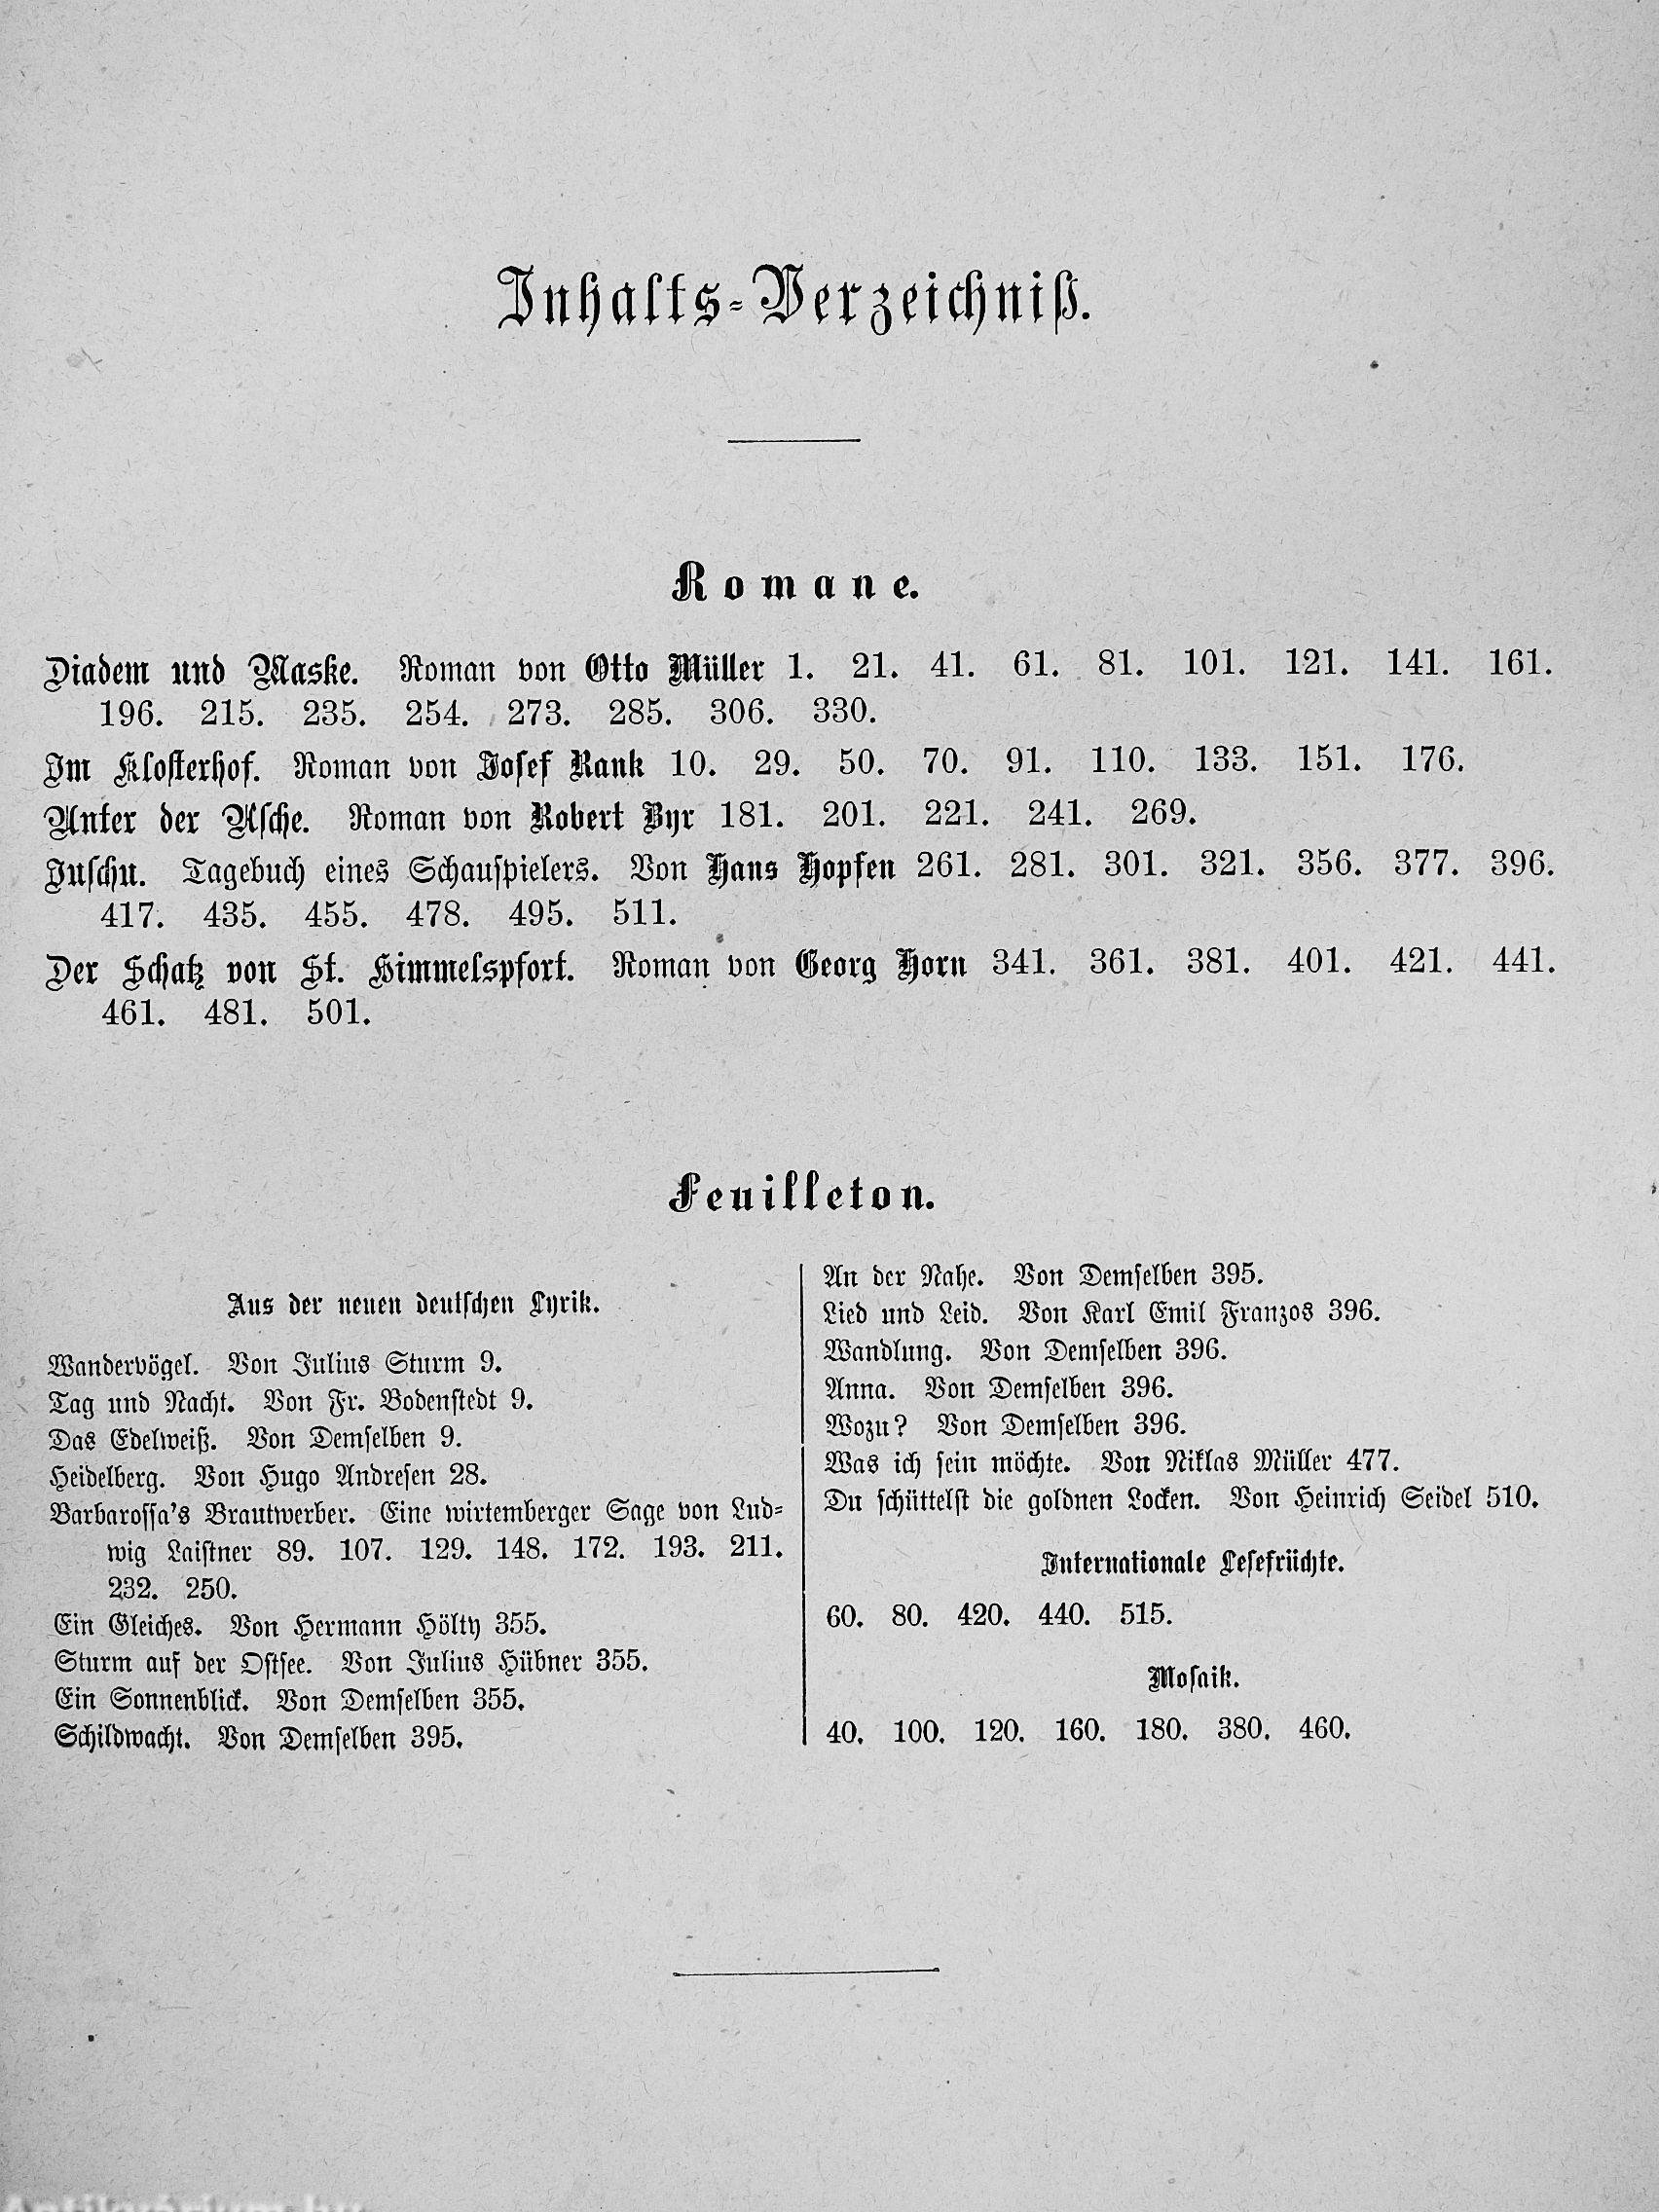 Inhalts-Verzeichniß.
Romane.
Diadem und Maske. Roman von Otto Müller 1. 21. 41. 61. 81. 101. 121. 141. 161.
196. 215. 235. 254. 273. 285. 306. 330.
Im Klosterhof. Roman von Josef Rank 10. 29. 50. 70. 91. 110. 133. 151. 176.
Unter der Asche. Roman von Robert Byr 181. 201. 221. 241. 269.
Juschu. Tagebuch eines Schauspielers. Von Hans Hopfen 261. 281. 301. 321. 356. 377. 396.
417. 435. 455. 478. 495. 511.
Der Schatz von St. Himmelspfort. Roman von Georg Horn 341. 361. 381. 401. 421. 441.
461. 481. 501.
Feuilleton.
Aus der neuen deutschen Lyrik.
Wandervögel. Von Julius Sturm 9.
Tag und Nacht. Von Fr. Bodenstedt 9.
Das Edelweiß. Von Demselben 9.
Heidelberg. Von Hugo Andresen 28.
Barbarossa's Brautwerber. Eine wirtemberger Sage von Lud-
wig Laistner 89. 107. 129. 148. 172. 193. 211.
232. 250.
Ein Gleiches. Von Hermann Hölty 355.
Sturm auf der Ostsee. Von Julius Hübner 355.
Ein Sonnenblick. Von Demselben 355.
Schildwacht. Von Demselben 395.
An der Nahe. Von Demselben 395.
Lied und Leid. Von Karl Emil Franzos 396.
Wandlung. Von Demselben 396.
Anna. Von Demselben 396.
Wozu? Von Demselben 396.
Was ich sein möchte. Von Niklas Müller 477.
Du schüttelst die goldnen Locken. Von Heinrich Seidel 510.
Internationale Lesefrüchte.
60. 80. 420. 440. 515.
Mosaik.
40. 100. 120. 160. 180. 380. 460.